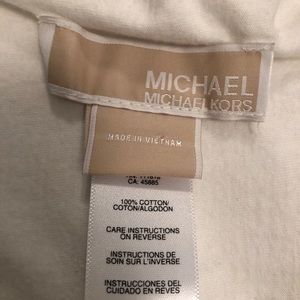 MICHAEL
MICHAEL KORS
MADE IN VIETNAM
CA: 45665
100% COTTON/
COTON/ALGODON
CARE INSTRUCTIONS
ON REVERSE
INSTRUCTIONS DE
SOIN SUR L'INVERSE
INSTRUCCIONES DEL
CUIDADO EN REVES